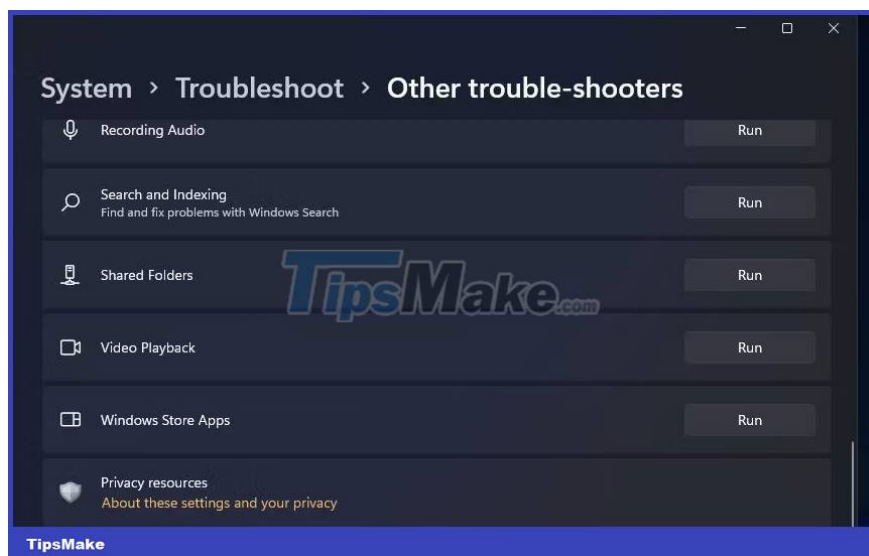 System > Troubleshoot > Other trouble-shooters
Recording Audio
Run
Search and Indexing
Find and fix problems with Windows Search
Run
TipsMake.com
Shared Folders
Run
Video Playback
Run
Windows Store Apps
Run
Privacy resources
About these settings and your privacy
TipsMake